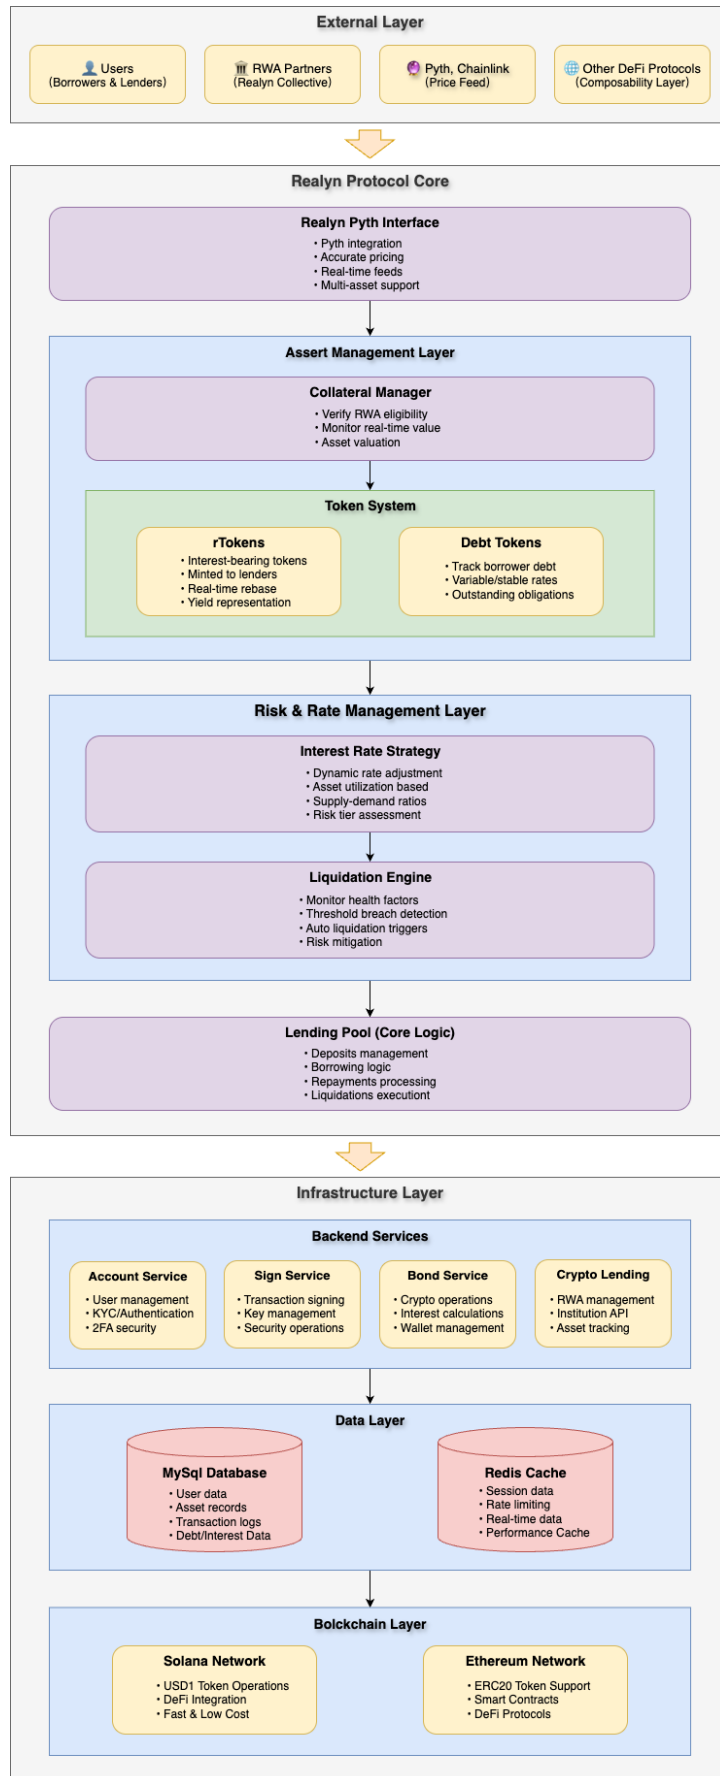 External Layer
👤 Users
(Borrowers & Lenders)
🏛 RWA Partners
(Realyn Collective)
🔮 Pyth, Chainlink
(Price Feed)
🌐 Other DeFi Protocols
(Composability Layer)
Realyn Protocol Core
Realyn Pyth Interface
• Pyth integration
• Accurate pricing
• Real-time feeds
• Multi-asset support
Assert Management Layer
Collateral Manager
• Verify RWA eligibility
• Monitor real-time value
• Asset valuation
Token System
rTokens
• Interest-bearing tokens
• Minted to lenders
• Real-time rebase
• Yield representation
Debt Tokens
• Track borrower debt
• Variable/stable rates
• Outstanding obligations
Risk & Rate Management Layer
Interest Rate Strategy
• Dynamic rate adjustment
• Asset utilization based
• Supply-demand ratios
• Risk tier assessment
Liquidation Engine
• Monitor health factors
• Threshold breach detection
• Auto liquidation triggers
• Risk mitigation
Lending Pool (Core Logic)
• Deposits management
• Borrowing logic
• Repayments processing
• Liquidations executiont
Infrastructure Layer
Backend Services
Account Service
• User management
• KYC/Authentication
• 2FA security
Sign Service
• Transaction signing
• Key management
• Security operations
Bond Service
• Crypto operations
• Interest calculations
• Wallet management
Crypto Lending
• RWA management
• Institution API
• Asset tracking
Data Layer
MySql Database
• User data
• Asset records
• Transaction logs
• Debt/Interest Data
Redis Cache
• Session data
• Rate limiting
• Real-time data
• Performance Cache
Bolckchain Layer
Solana Network
• USD1 Token Operations
• DeFi Integration
• Fast & Low Cost
Ethereum Network
• ERC20 Token Support
• Smart Contracts
• DeFi Protocols